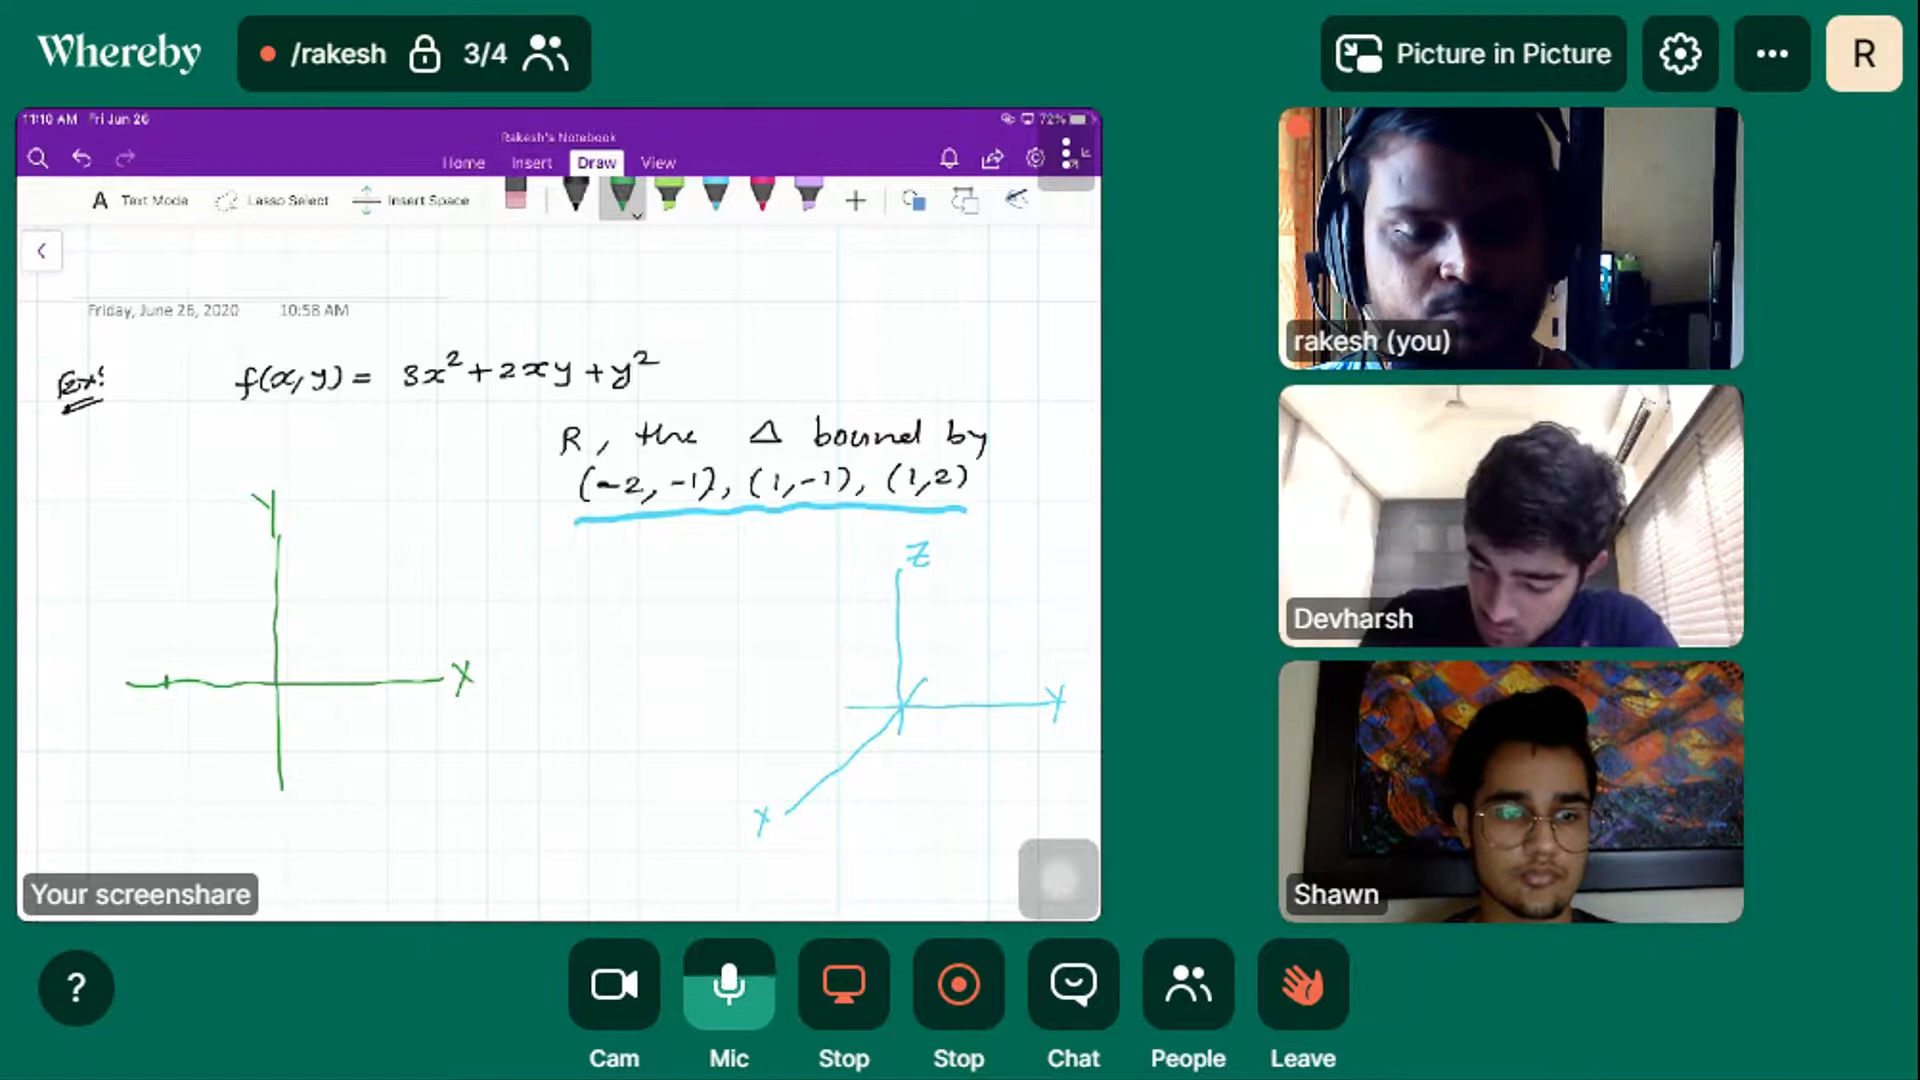 Whereby
/rakesh 3/4
Picture in Picture
R
11:10 AM Fri Jun 26
72%
Rakesh's Notebook
Home Insert Draw View
A Text Mode Lasso Select Insert Space
Friday, June 26, 2020 10:58 AM
Ex:
f(x,y) = 3x²+2xy+y²
R, the Δ bound by
(-2,-1), (1,-1), (1,2)
Y
X
Z
Y
X
Your screenshare
rakesh (you)
Devharsh
Shawn
?
Cam Mic Stop Stop Chat People Leave